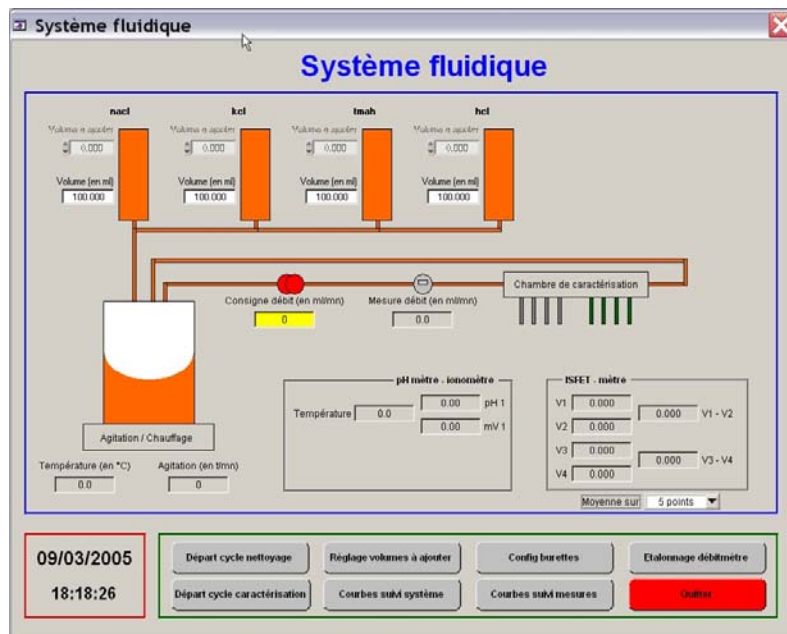 Système fluidique
Système fluidique
nacl kcl tmah hcl
Volume à ajouter Volume à ajouter Volume à ajouter Volume à ajouter
0.000 0.000 0.000 0.000
Volume (en ml) Volume (en ml) Volume (en ml) Volume (en ml)
100.000 100.000 100.000 100.000
Chambre de caractérisation
Consigne débit (en ml/mn) Mesure débit (en ml/mn)
0 0.0
pH mètre - ionomètre
Température 0.0 0.00 pH 1
0.00 mV 1
ISFET - mètre
V1 0.000
0.000 V1 - V2
V2 0.000
V3 0.000
0.000 V3 - V4
V4 0.000
Agitation / Chauffage
Température (en °C) Agitation (en t/mn)
0.0 0
Moyenne sur 5 points
09/03/2005
18:18:26
Départ cycle nettoyage Réglage volumes à ajouter Config burettes Etalonnage débitmètre
Départ cycle caractérisation Courbes suivi système Courbes suivi mesures Quitter